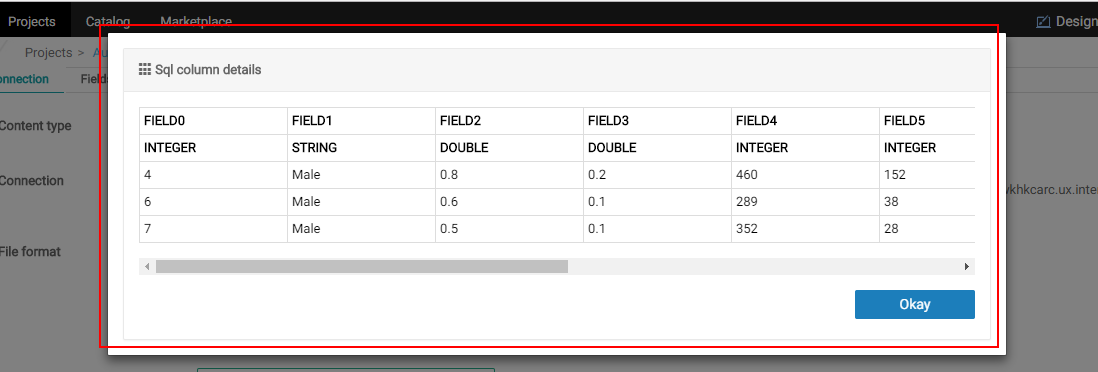 Projects Catalog Marketplace Design
Projects > Au
onnection Field
Sql column details
Content type
FIELD0 FIELD1 FIELD2 FIELD3 FIELD4 FIELD5
INTEGER STRING DOUBLE DOUBLE INTEGER INTEGER
4 Male 0.8 0.2 460 152
Connection
ykhkcarc.ux.inte
6 Male 0.6 0.1 289 38
7 Male 0.5 0.1 352 28
File format
Okay